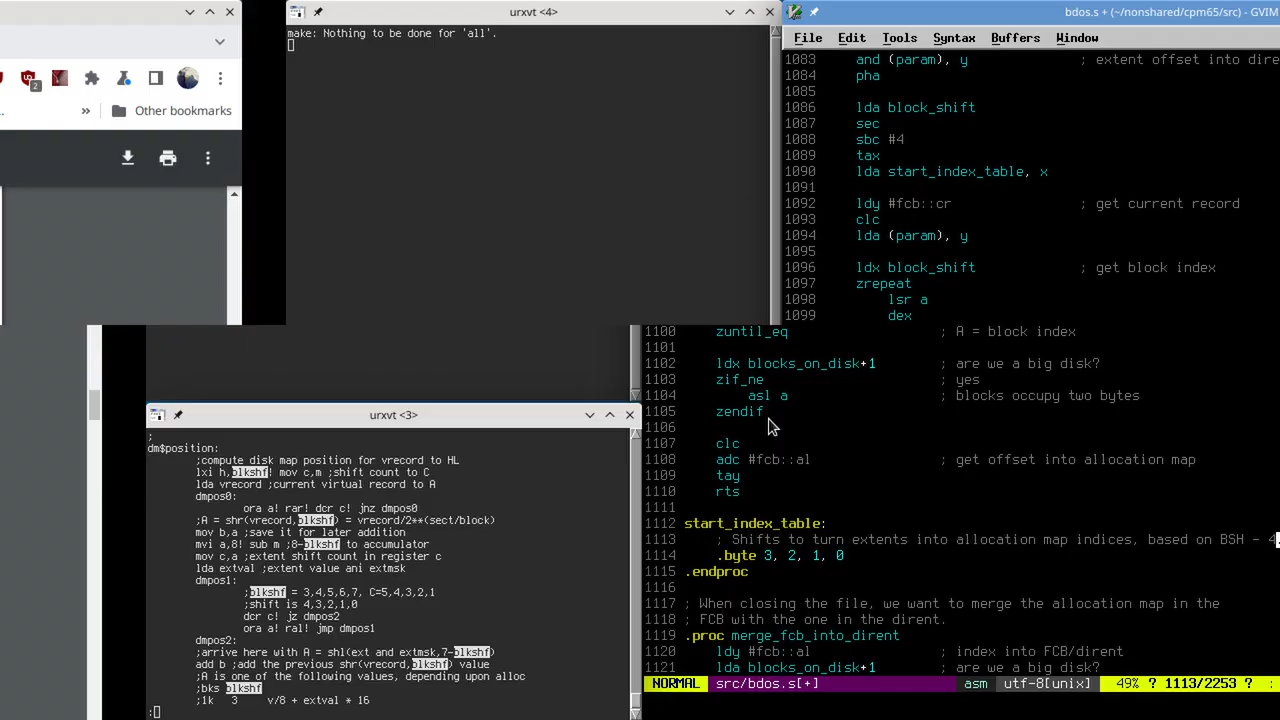 urxvt <4>
bdos.s + (~/nonshared/cpm65/src) - GVIM
make: Nothing to be done for 'all'.
File Edit Tools Syntax Buffers Window
2
» Other bookmarks
1083 and (param), y ; extent offset into dire
1084 pha
1085
1086 lda block_shift
1087 sec
1088 sbc #4
1089 tax
1090 lda start_index_table, x
1091
1092 ldy #fcb::cr ; get current record
1093 clc
1094 lda (param), y
1095
1096 ldx block_shift ; get block index
1097 zrepeat
1098 lsr a
1099 dex
1100 zuntil_eq ; A = block index
1101
1102 ldx blocks_on_disk+1 ; are we a big disk?
1103 zif_ne ; yes
1104 asl a ; blocks occupy two bytes
1105 zendif
1106
1107 clc
1108 adc #fcb::al ; get offset into allocation map
1109 tay
1110 rts
1111
1112 start_index_table:
1113 ; Shifts to turn extents into allocation map indices, based on BSH - 4.
1114 .byte 3, 2, 1, 0
1115 .endproc
1116
1117 ; When closing the file, we want to merge the allocation map in the
1118 ; FCB with the one in the dirent.
1119 .proc merge_fcb_into_dirent
1120 ldy #fcb::al ; index into FCB/dirent
1121 lda blocks_on_disk+1 ; are we a big disk?
NORMAL src/bdos.s[+] asm utf-8[unix] 49% ? 1113/2253 ? :
urxvt <3>
;
dm$position:
;compute disk map position for vrecord to HL
lxi h,blkshf! mov c,m ;shift count to C
lda vrecord ;current virtual record to A
dmpos0:
ora a! rar! dcr c! jnz dmpos0
;A = shr(vrecord,blkshf) = vrecord/2**(sect/block)
mov b,a ;save it for later addition
mvi a,8! sub m ;8-blkshf to accumulator
mov c,a ;extent shift count in register c
lda extval ;extent value ani extmsk
dmpos1:
;blkshf = 3,4,5,6,7, C=5,4,3,2,1
;shift is 4,3,2,1,0
dcr c! jz dmpos2
ora a! ral! jmp dmpos1
dmpos2:
;arrive here with A = shl(ext and extmsk,7-blkshf)
add b ;add the previous shr(vrecord,blkshf) value
;A is one of the following values, depending upon alloc
;bks blkshf
;1k 3 v/8 + extval * 16
: